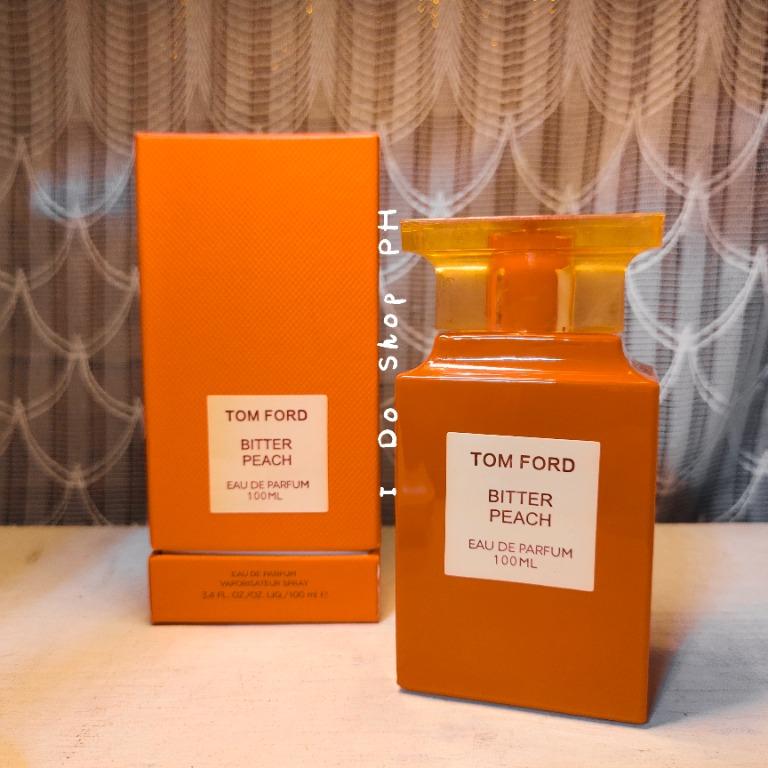 TOM FORD
BITTER
PEACH
EAU DE PARFUM
100ML
EAU DE PARFUM
VAPORISATEUR SPRAY
3.4 FL. OZ./OZ. LIQ./100 ml e
I Do Shop PH
TOM FORD
BITTER
PEACH
EAU DE PARFUM
100ML